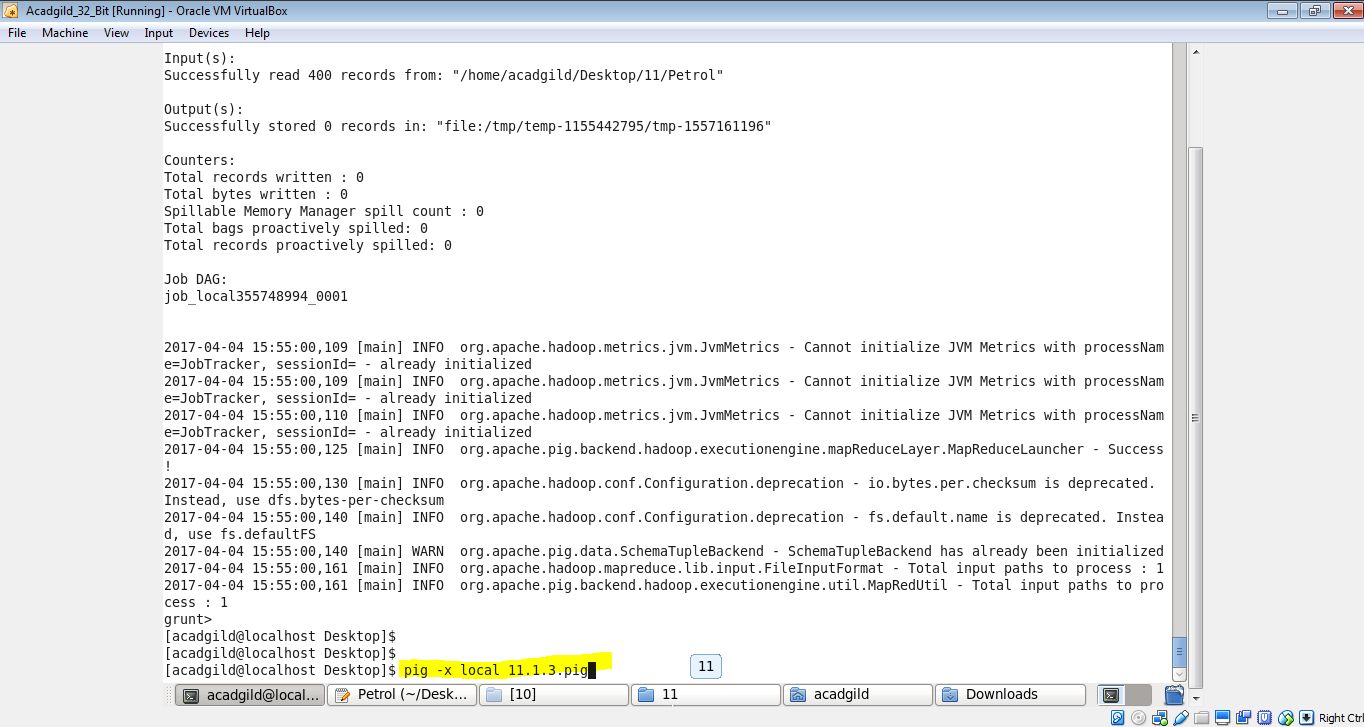 Acadgild_32_Bit [Running] - Oracle VM VirtualBox
File Machine View Input Devices Help
Input(s):
Successfully read 400 records from: "/home/acadgild/Desktop/11/Petrol"
Output(s):
Successfully stored 0 records in: "file:/tmp/temp-1155442795/tmp-1557161196"
Counters:
Total records written : 0
Total bytes written : 0
Spillable Memory Manager spill count : 0
Total bags proactively spilled: 0
Total records proactively spilled: 0
Job DAG:
job_local355748994_0001
2017-04-04 15:55:00,109 [main] INFO  org.apache.hadoop.metrics.jvm.JvmMetrics - Cannot initialize JVM Metrics with processNam
e=JobTracker, sessionId= - already initialized
2017-04-04 15:55:00,109 [main] INFO  org.apache.hadoop.metrics.jvm.JvmMetrics - Cannot initialize JVM Metrics with processNam
e=JobTracker, sessionId= - already initialized
2017-04-04 15:55:00,110 [main] INFO  org.apache.hadoop.metrics.jvm.JvmMetrics - Cannot initialize JVM Metrics with processNam
e=JobTracker, sessionId= - already initialized
2017-04-04 15:55:00,125 [main] INFO  org.apache.pig.backend.hadoop.executionengine.mapReduceLayer.MapReduceLauncher - Success
!
2017-04-04 15:55:00,130 [main] INFO  org.apache.hadoop.conf.Configuration.deprecation - io.bytes.per.checksum is deprecated.
Instead, use dfs.bytes-per-checksum
2017-04-04 15:55:00,140 [main] INFO  org.apache.hadoop.conf.Configuration.deprecation - fs.default.name is deprecated. Instea
d, use fs.defaultFS
2017-04-04 15:55:00,140 [main] WARN  org.apache.pig.data.SchemaTupleBackend - SchemaTupleBackend has already been initialized
2017-04-04 15:55:00,161 [main] INFO  org.apache.hadoop.mapreduce.lib.input.FileInputFormat - Total input paths to process : 1
2017-04-04 15:55:00,161 [main] INFO  org.apache.pig.backend.hadoop.executionengine.util.MapRedUtil - Total input paths to pro
cess : 1
grunt>
[acadgild@localhost Desktop]$
[acadgild@localhost Desktop]$
[acadgild@localhost Desktop]$ pig -x local 11.1.3.pig
11
acadgild@local... Petrol (~/Desk... [10] 11 acadgild Downloads
Right Ctrl